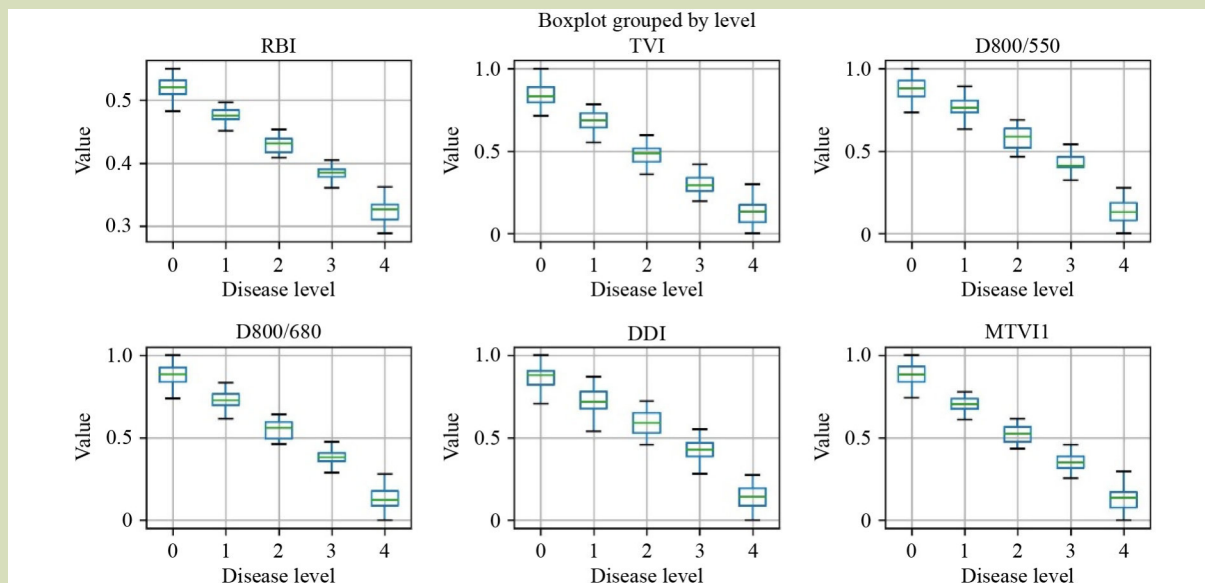 Boxplot grouped by level
RBI
TVI
D800/550
Value
0.5
0.4
0.3
0 1 2 3 4
Disease level
Value
1.0
0.5
0
0 1 2 3 4
Disease level
Value
1.0
0.5
0
0 1 2 3 4
Disease level
D800/680
DDI
MTVI1
Value
1.0
0.5
0
0 1 2 3 4
Disease level
Value
1.0
0.5
0
0 1 2 3 4
Disease level
Value
1.0
0.5
0
0 1 2 3 4
Disease level